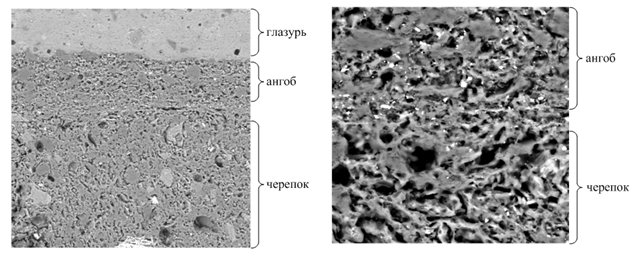 глазурь
ангоб
черепок
ангоб
черепок